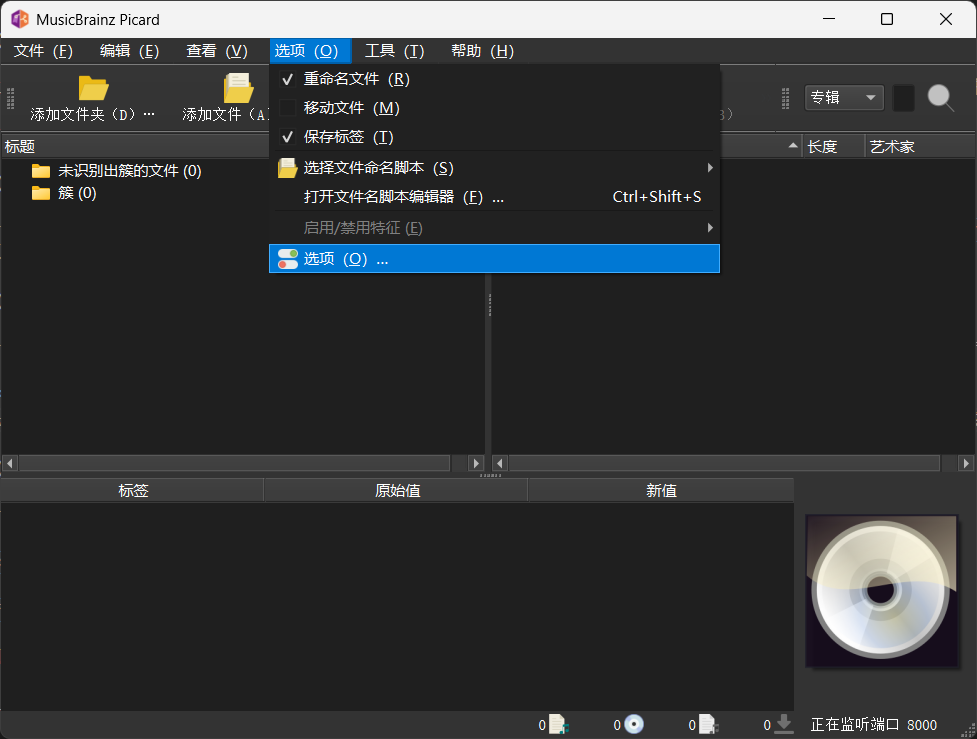 MusicBrainz Picard
文件 (F) 编辑 (E) 查看 (V) 选项 (O) 工具 (T) 帮助 (H)
添加文件夹 (D) ... 添加文件 (A
专辑
重命名文件 (R)
移动文件 (M)
保存标签 (T)
选择文件命名脚本 (S)
打开文件名脚本编辑器 (F) ... Ctrl+Shift+S
启用/禁用特征 (E)
选项 (O) ...
标题 长度 艺术家
未识别出簇的文件 (0)
簇 (0)
标签 原始值 新值
0 0 0 0 正在监听端口 8000